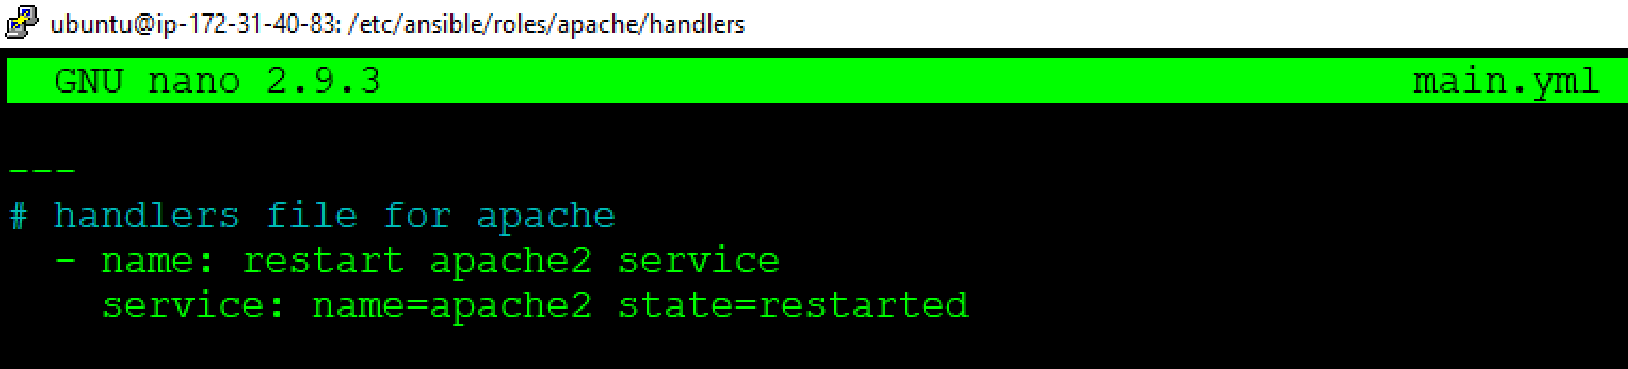 ubuntu@ip-172-31-40-83: /etc/ansible/roles/apache/handlers
GNU nano 2.9.3 main.yml
---
# handlers file for apache
  - name: restart apache2 service
    service: name=apache2 state=restarted